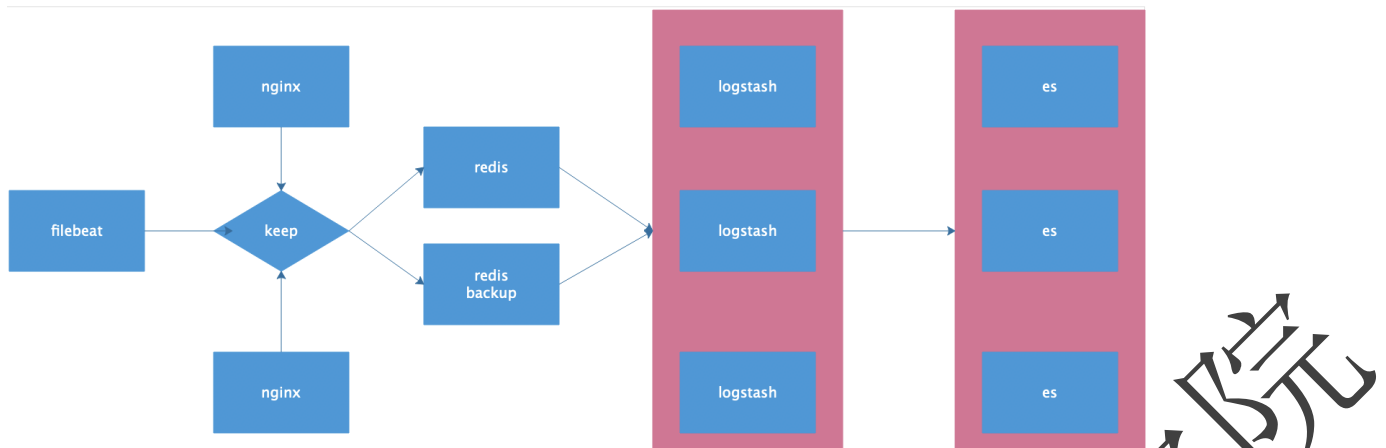 nginx
logstash
es
redis
filebeat
keep
logstash
es
redis
backup
nginx
logstash
es
院